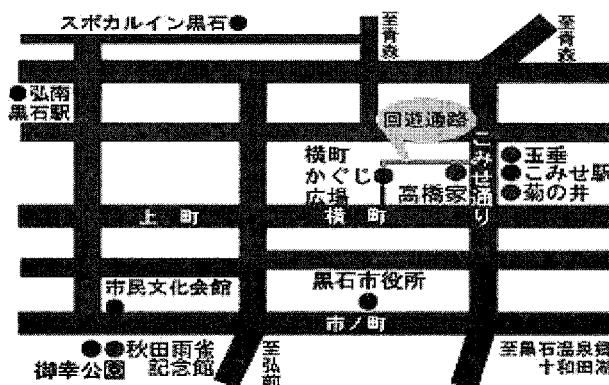 スポカルイン黒石
至青森
至青森
弘南
黒石駅
回遊通路
こみせ通り
玉垂
こみせ駅
菊の井
横町
かぐじ
広場
高橋家
上町
横町
市民文化会館
黒石市役所
市ノ町
秋田雨雀
記念館
御幸公園
至弘前
至黒石温泉郷
十和田湖